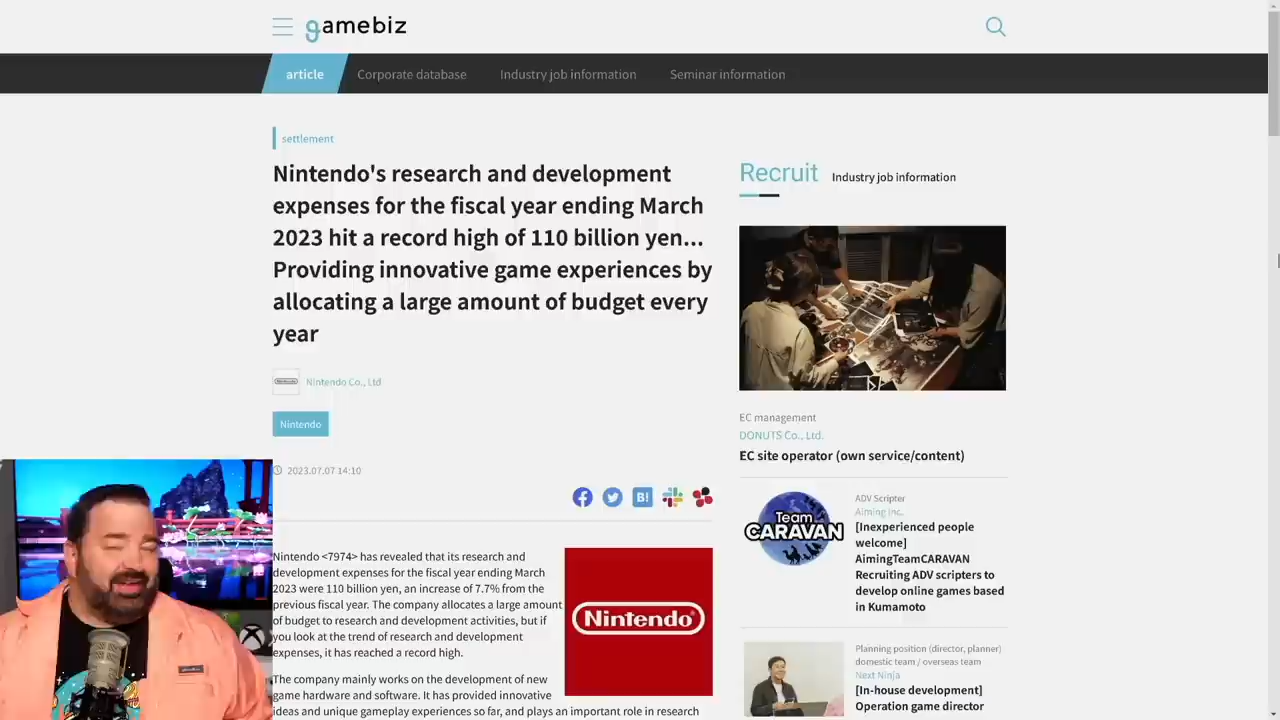 gamebiz
article
Corporate database
Industry job information
Seminar information
settlement
Nintendo's research and development
expenses for the fiscal year ending March
2023 hit a record high of 110 billion yen...
Providing innovative game experiences by
allocating a large amount of budget every
year
Nintendo Co., Ltd
Nintendo
2023.07.07 14:10
B!
Nintendo <7974> has revealed that its research and
development expenses for the fiscal year ending March
2023 were 110 billion yen, an increase of 7.7% from the
previous fiscal year. The company allocates a large amount
of budget to research and development activities, but if
you look at the trend of research and development
expenses, it has reached a record high.
Nintendo
The company mainly works on the development of new
game hardware and software. It has provided innovative
ideas and unique gameplay experiences so far, and plays an important role in research
Recruit
Industry job information
EC management
DONUTS Co., Ltd.
EC site operator (own service/content)
Team
CARAVAN
ADV Scripter
Aiming Inc.
[Inexperienced people
welcome]
AimingTeamCARAVAN
Recruiting ADV scripters to
develop online games based
in Kumamoto
Planning position (director, planner)
domestic team / overseas team
Next Ninja
[In-house development]
Operation game director